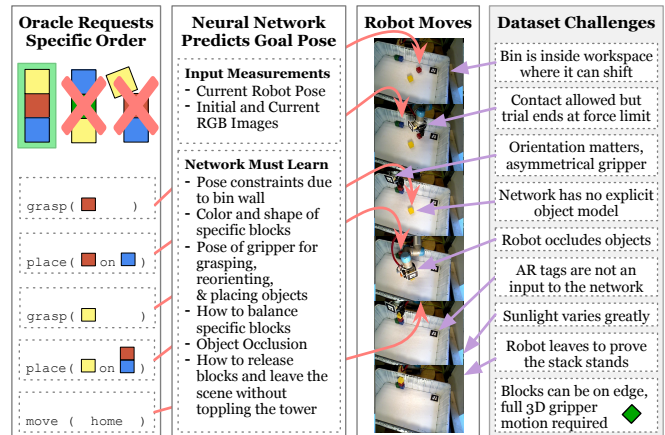 Oracle Requests
Specific Order
grasp( )
place( on )
grasp( )
place( on )
move ( home )
Neural Network
Predicts Goal Pose
Input Measurements
- Current Robot Pose
- Initial and Current
RGB Images
Network Must Learn
- Pose constraints due
to bin wall
- Color and shape of
specific blocks
- Pose of gripper for
grasping,
reorienting,
& placing objects
- How to balance
specific blocks
- Object Occlusion
- How to release
blocks and leave the
scene without
toppling the tower
Robot Moves
Dataset Challenges
Bin is inside workspace
where it can shift
Contact allowed but
trial ends at force limit
Orientation matters,
asymmetrical gripper
Network has no explicit
object model
Robot occludes objects
AR tags are not an
input to the network
Sunlight varies greatly
Robot leaves to prove
the stack stands
Blocks can be on edge,
full 3D gripper
motion required